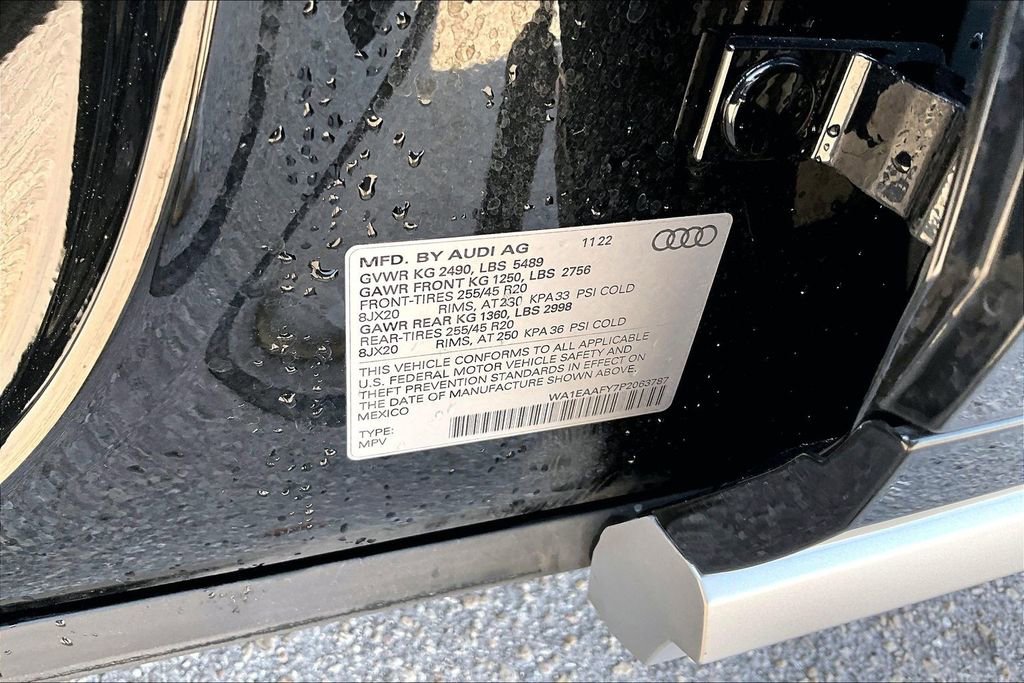 MFD. BY AUDI AG 11 22
GVWR KG 2490, LBS 5489
GAWR FRONT KG 1250, LBS 2756
FRONT-TIRES 255/45 R20
8JX20 RIMS, AT 230 KPA 33 PSI COLD
GAWR REAR KG 1360, LBS 2998
REAR-TIRES 255/45 R20
8JX20 RIMS, AT 250 KPA 36 PSI COLD
THIS VEHICLE CONFORMS TO ALL APPLICABLE
U.S. FEDERAL MOTOR VEHICLE SAFETY AND
THEFT PREVENTION STANDARDS IN EFFECT ON
THE DATE OF MANUFACTURE SHOWN ABOVE.
MEXICO WA1EAAFY7P2063787
TYPE:
MPV